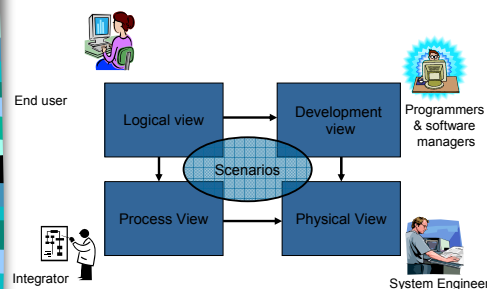 End user
Logical view
Development
view
Programmers
& software
managers
Scenarios
Process View
Physical View
Integrator
System Engineer